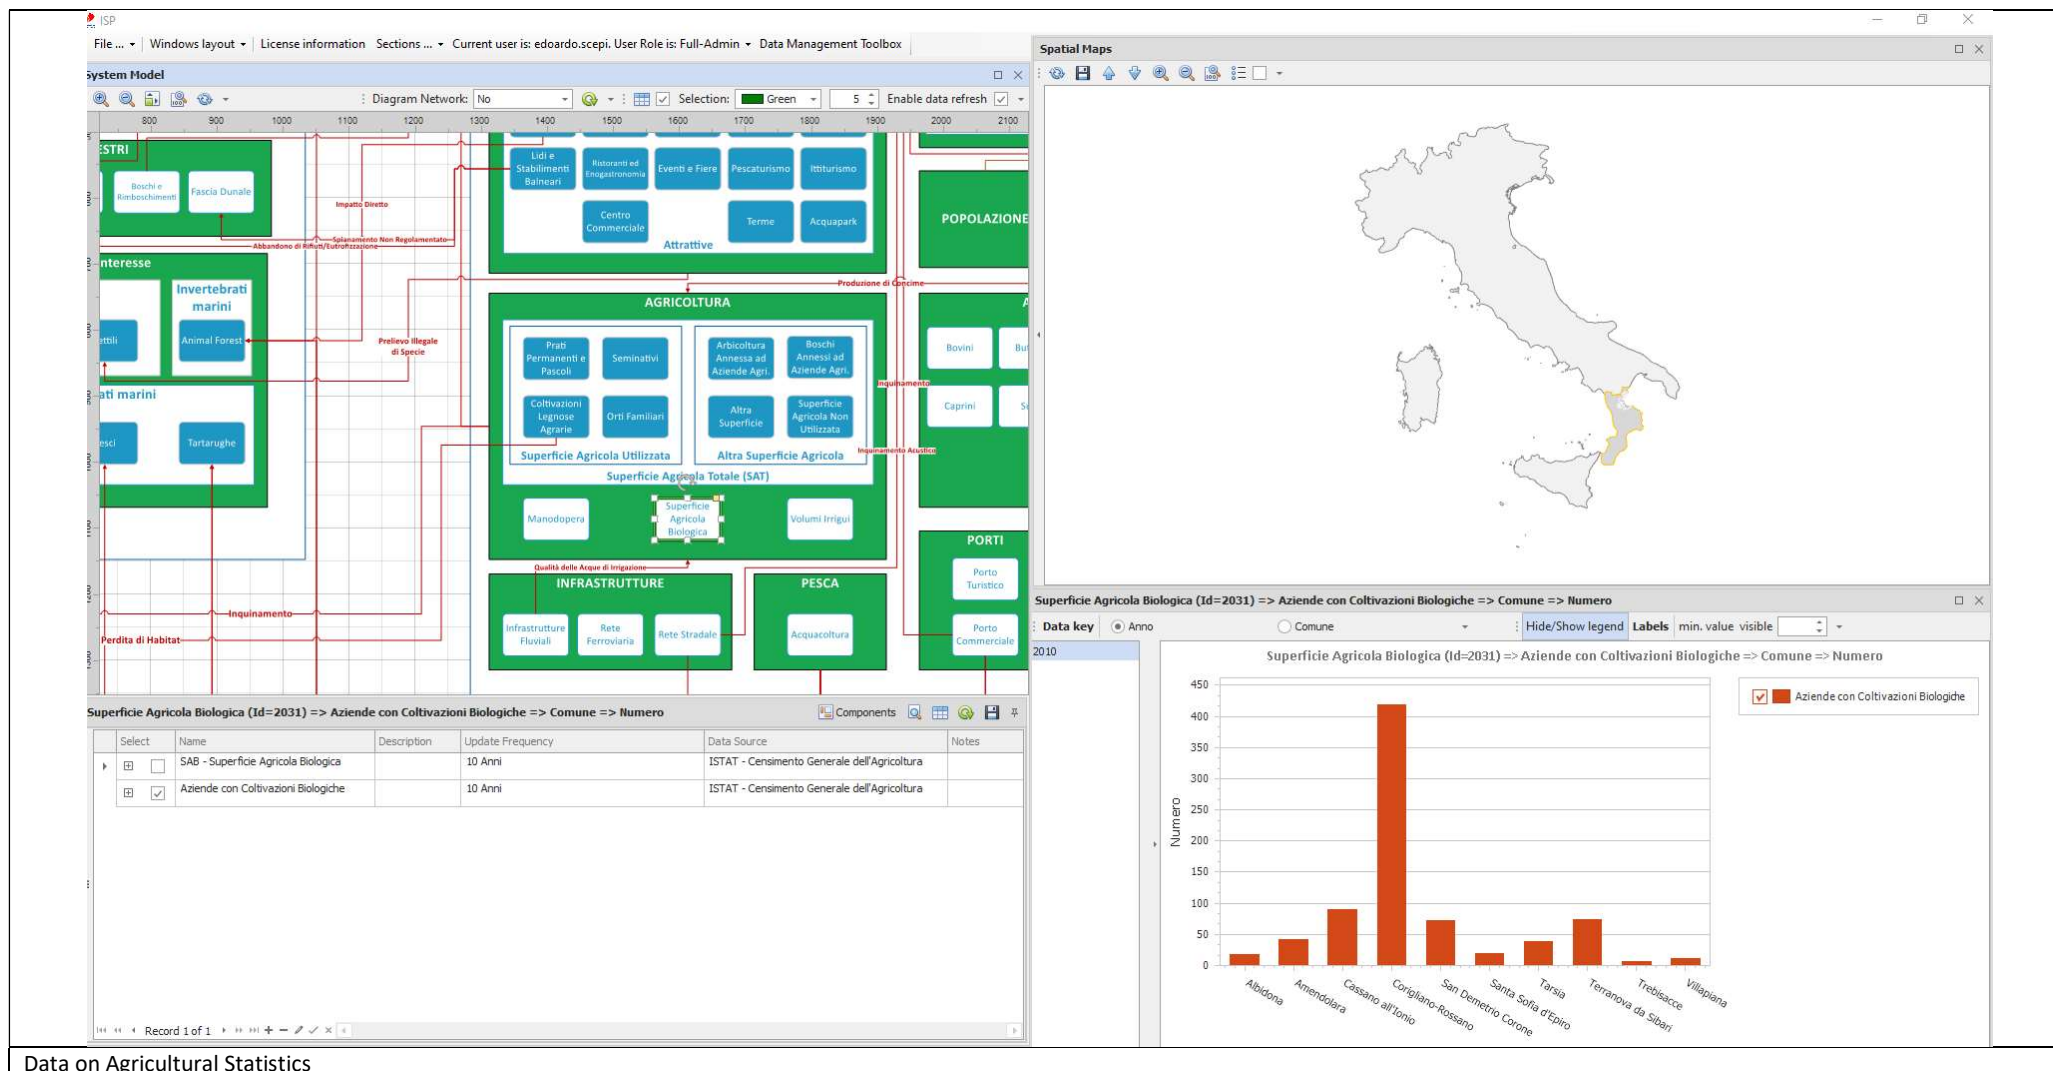 ISP
File ... Windows layout License information Sections ... Current user is: edoardo.scepi. User Role is: Full-Admin Data Management Toolbox
System Model
Diagram Network: No Selection: Green 5 Enable data refresh
800 900 1000 1100 1200 1300 1400 1500 1600 1700 1800 1900 2000 2100
ESTRI
Boschi e
Rimboschimenti
Fascia Dunale
Impatto Diretto
Spianamento Non Regolamentato
Abbandono di Rifiuti/Eutrofizzazione
Lidi e
Stabilimenti
Balneari
Ristoranti ed
Enogastronomia
Eventi e Fiere
Pescaturismo
Ittiturismo
Centro
Commerciale
Terme
Acquapark
Attrattive
POPOLAZIONE
nteresse
Invertebrati
marini
Animal Forest
ettili
Prelievo Illegale
di Specie
ati marini
esci
Tartarughe
Produzione di Concime
AGRICOLTURA
Prati
Permanenti e
Pascoli
Seminativi
Arbicoltura
Annessa ad
Aziende Agri.
Boschi
Annessi ad
Aziende Agri.
Coltivazioni
Legnose
Agrarie
Orti Familiari
Altra
Superficie
Superficie
Agricola Non
Utilizzata
Superficie Agricola Utilizzata
Altra Superficie Agricola
Superficie Agricola Totale (SAT)
Manodopera
Superficie
Agricola
Biologica
Volumi Irrigui
A
Bovini
Bu
Caprini
Inquinamento
Inquinamento Acustico
Qualità delle Acque di Irrigazione
INFRASTRUTTURE
Infrastrutture
Fluviali
Rete
Ferroviaria
Rete Stradale
PESCA
Acquacoltura
PORTI
Porto
Turistico
Porto
Commerciale
Inquinamento
Perdita di Habitat
Superficie Agricola Biologica (Id=2031) => Aziende con Coltivazioni Biologiche => Comune => Numero
Components
Select Name Description Update Frequency Data Source Notes
SAB - Superficie Agricola Biologica 10 Anni ISTAT - Censimento Generale dell'Agricoltura
Aziende con Coltivazioni Biologiche 10 Anni ISTAT - Censimento Generale dell'Agricoltura
Record 1 of 1
Spatial Maps
Superficie Agricola Biologica (Id=2031) => Aziende con Coltivazioni Biologiche => Comune => Numero
Data key Anno Comune Hide/Show legend Labels min. value visible
2010
Superficie Agricola Biologica (Id=2031) => Aziende con Coltivazioni Biologiche => Comune => Numero
Aziende con Coltivazioni Biologiche
Numero
450
400
350
300
250
200
150
100
50
0
Albidona
Amendolara
Cassano all'Ionio
Corigliano-Rossano
San Demetrio Corone
Santa Sofia d'Epiro
Tarsia
Terranova da Sibari
Trebisacce
Villapiana
Data on Agricultural Statistics